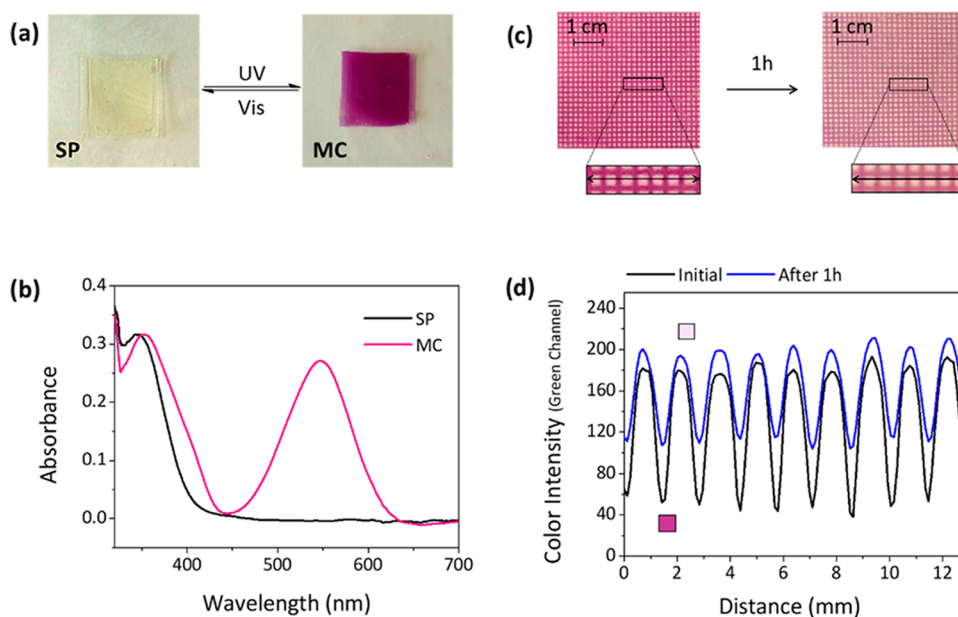 (a)
UV
Vis
SP
MC
(c)
1 cm
1h
1 cm
(b)
SP
MC
0.4
0.3
0.2
0.1
0.0
Absorbance
400
500
600
700
Wavelength (nm)
(d)
Initial
After 1h
240
200
160
120
80
40
0
Color Intensity (Green Channel)
0
2
4
6
8
10
12
Distance (mm)